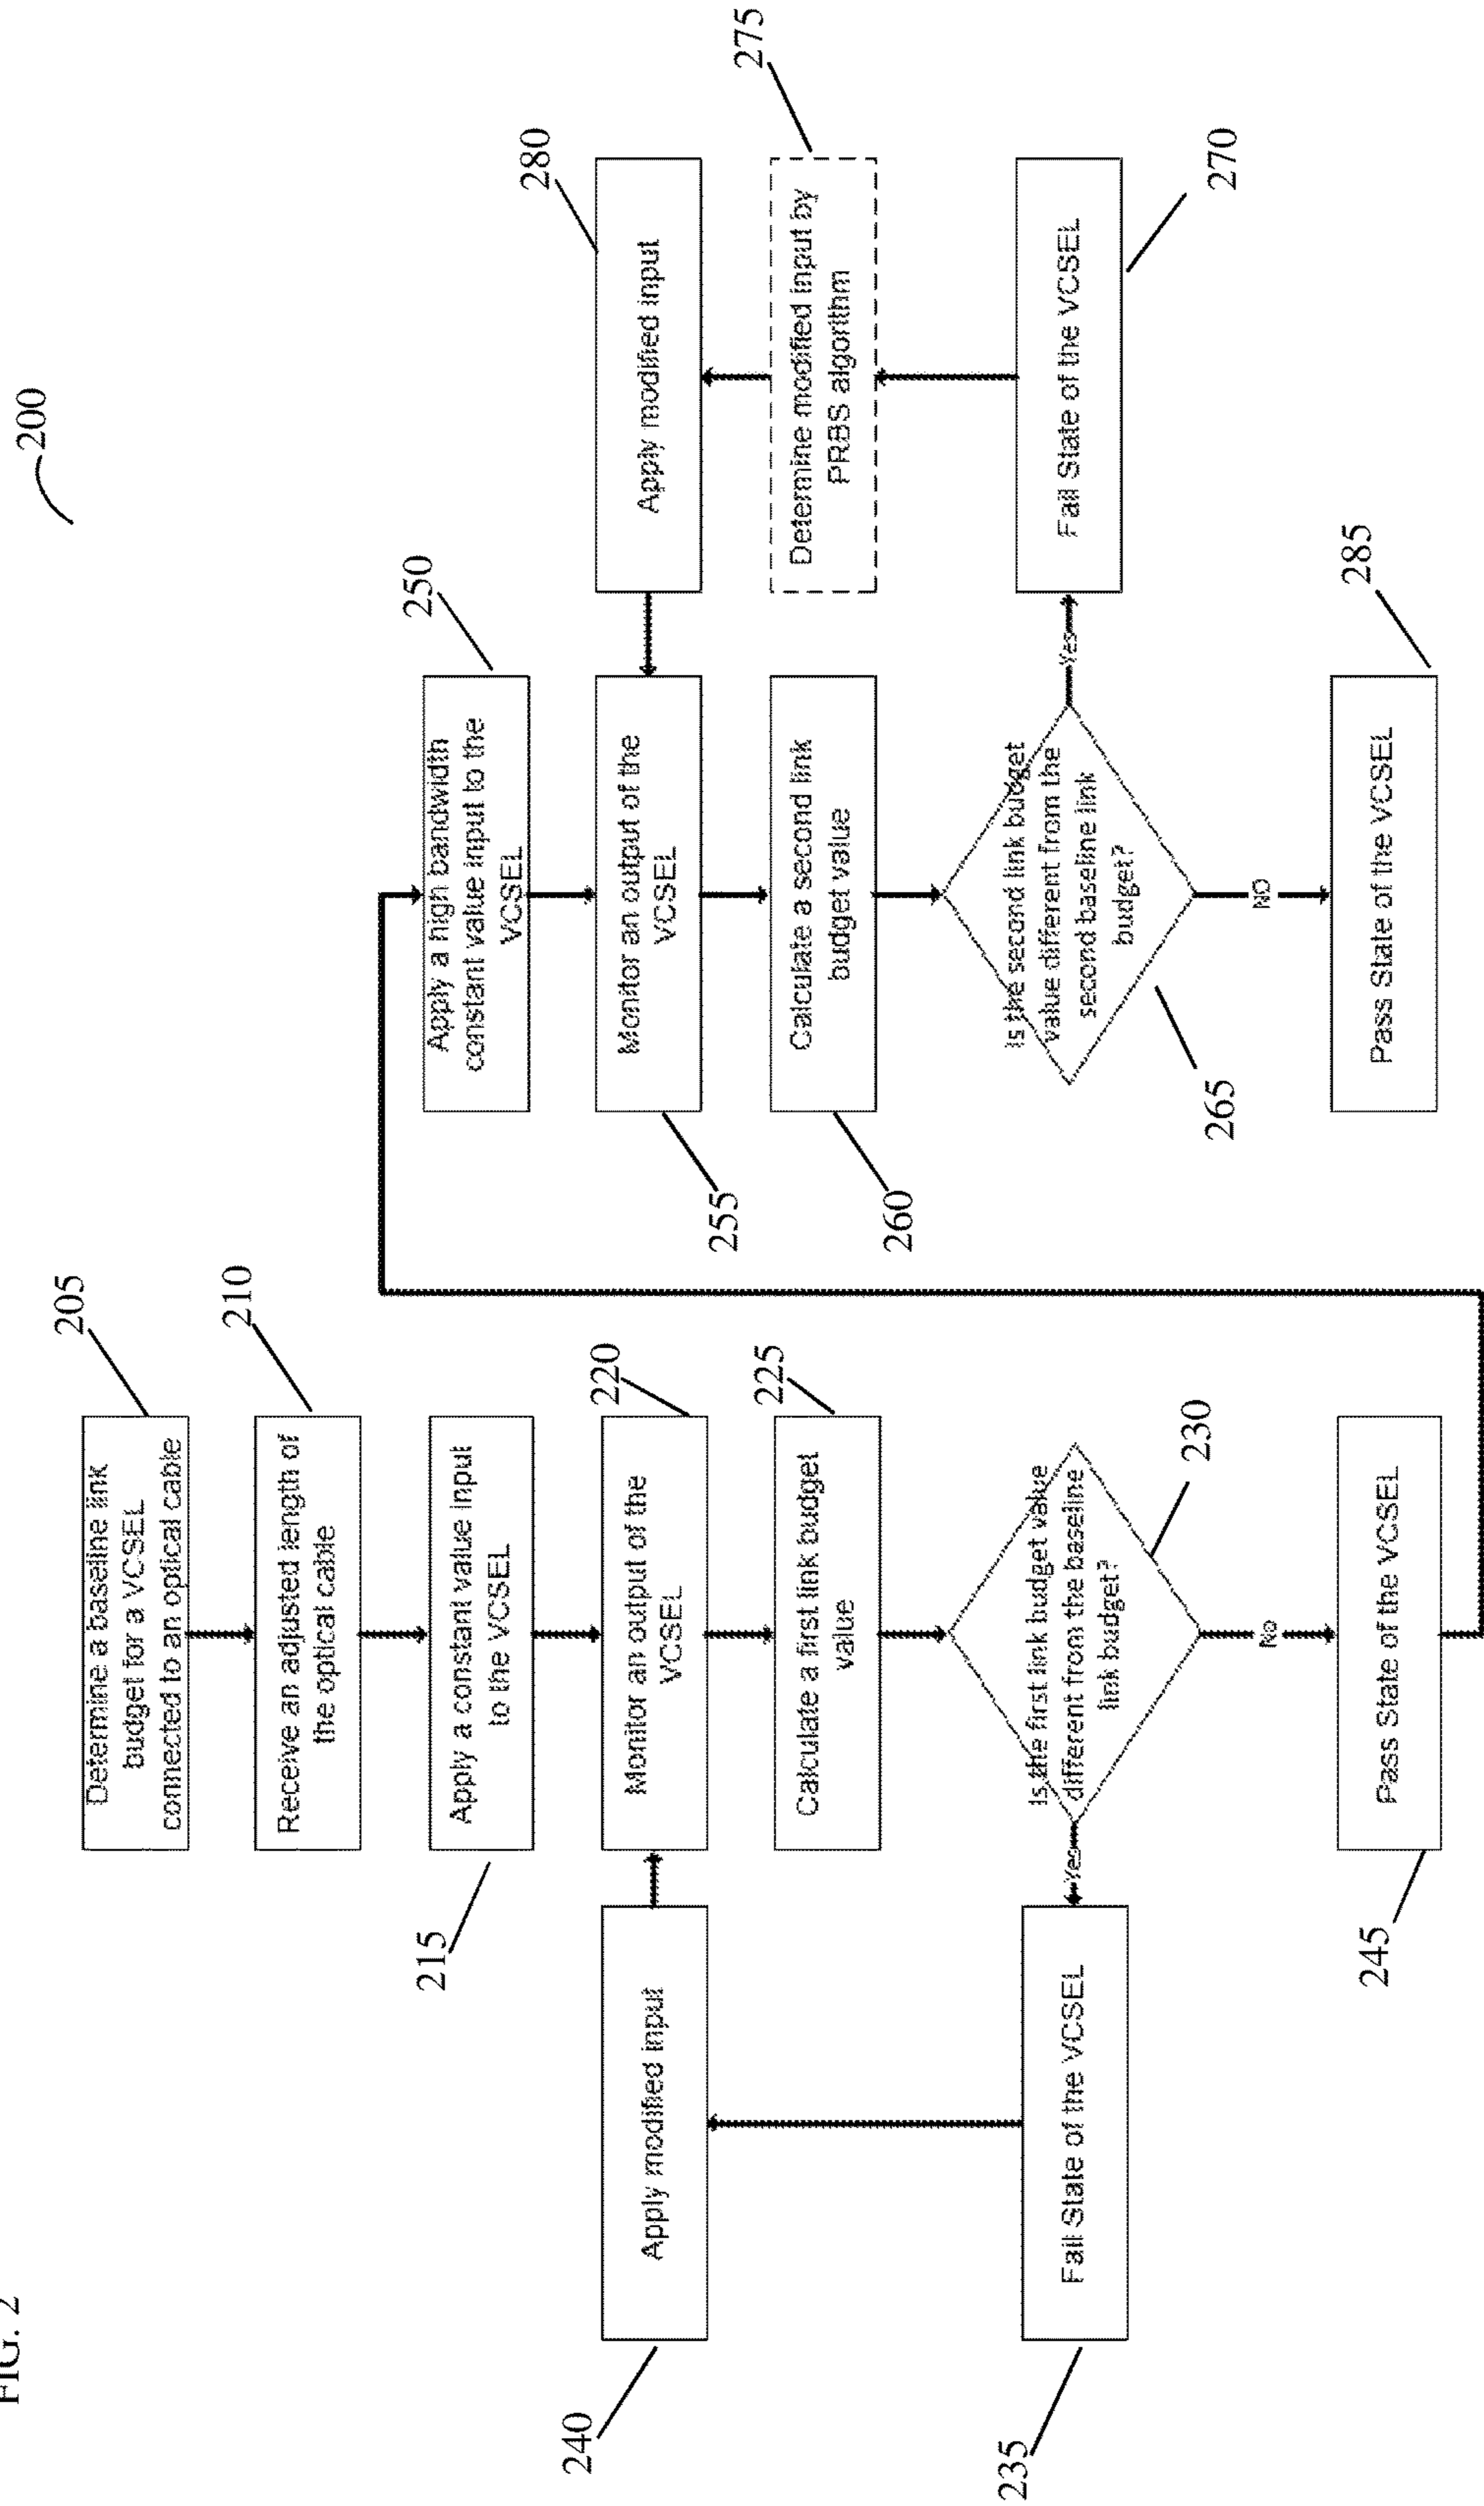 FIG. 2
200
205
Determine a baseline link
budget for a VCSEL
connected to an optical cable
210
Receive an adjusted length of
the optical cable
215
Apply a constant value input
to the VCSEL
220
Monitor an output of the
VCSEL
225
Calculate a first link budget
value
230
Is the first link budget value
different from the baseline
link budget?
Yes
235
Fail State of the VCSEL
240
Apply modified input
No
245
Pass State of the VCSEL
250
Apply a high bandwidth
constant value input to the
VCSEL
255
Monitor an output of the
VCSEL
260
Calculate a second link
budget value
265
Is the second link budget
value different from the
second baseline link
budget?
Yes
270
Fail State of the VCSEL
275
Determine modified input by
PRBS algorithm
280
Apply modified input
NO
285
Pass State of the VCSEL